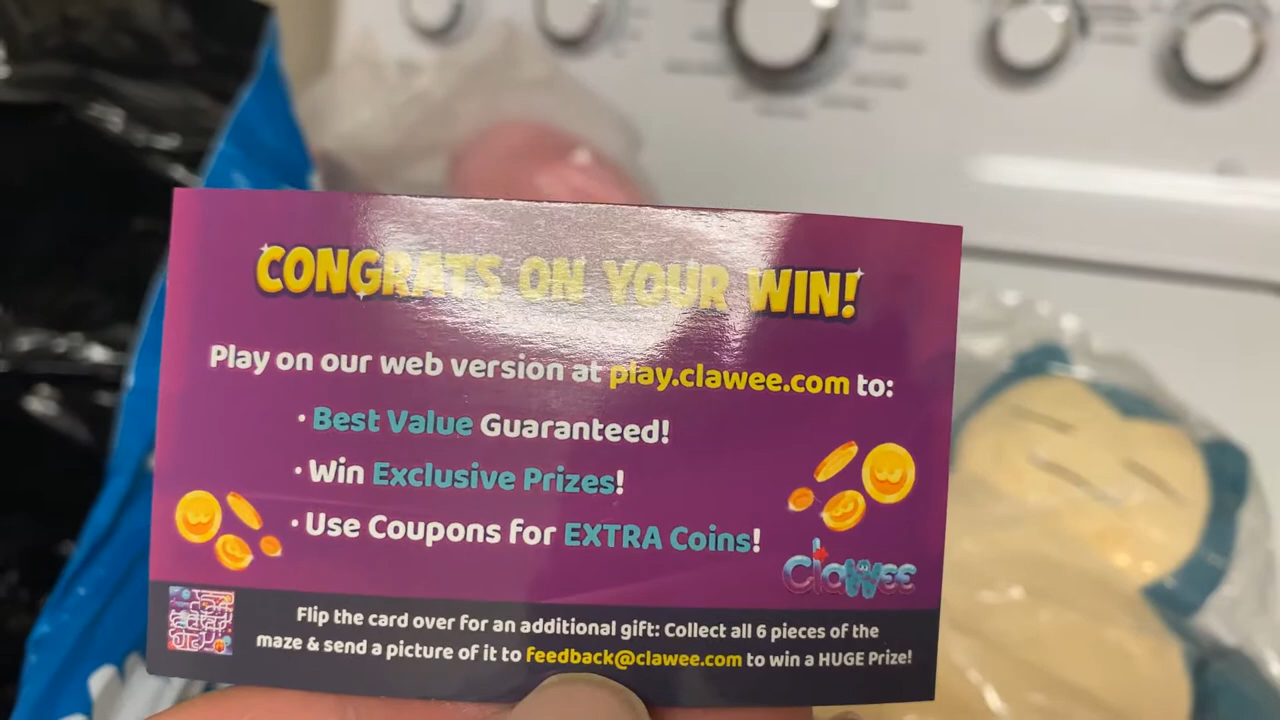 CONGRATS ON YOUR WIN!
Play on our web version at play.clawee.com to:
• Best Value Guaranteed!
• Win Exclusive Prizes!
• Use Coupons for EXTRA Coins!
Clawee
Flip the card over for an additional gift: Collect all 6 pieces of the
maze & send a picture of it to feedback@clawee.com to win a HUGE Prize!